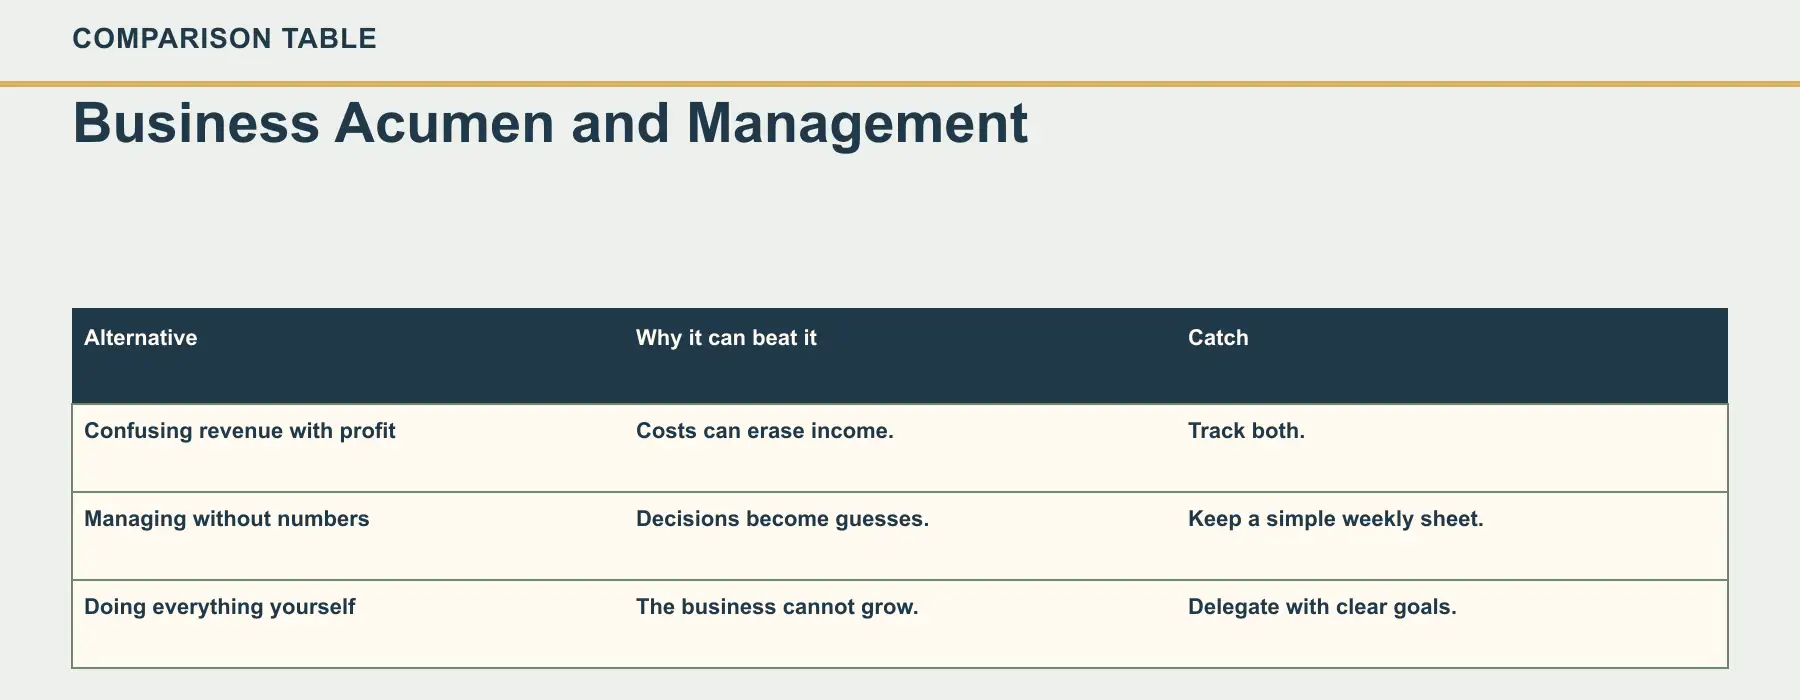 COMPARISON TABLE
Business Acumen and Management
Alternative Why it can beat it Catch
Confusing revenue with profit Costs can erase income. Track both.
Managing without numbers Decisions become guesses. Keep a simple weekly sheet.
Doing everything yourself The business cannot grow. Delegate with clear goals.